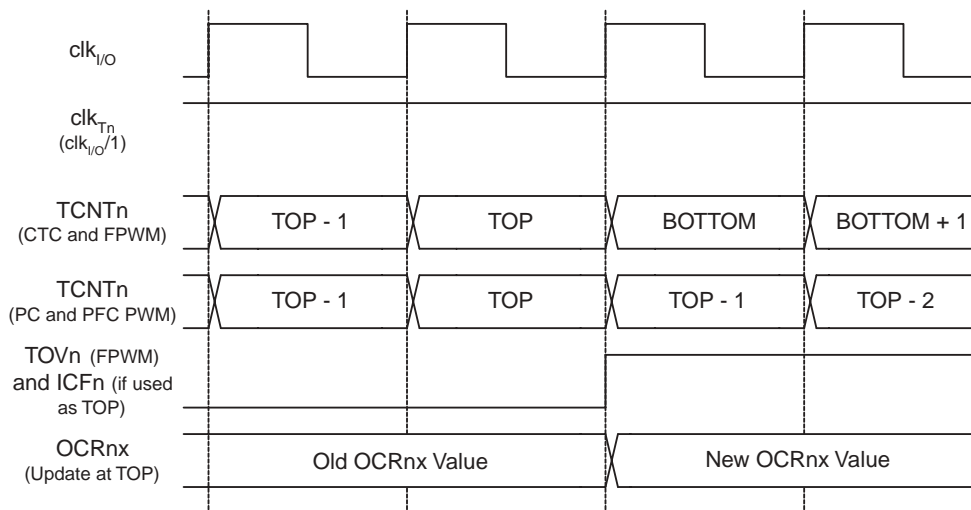 clkI/O
clkTn
(clkI/O/1)
TCNTn
(CTC and FPWM)
TOP - 1
TOP
BOTTOM
BOTTOM + 1
TCNTn
(PC and PFC PWM)
TOP - 1
TOP
TOP - 1
TOP - 2
TOVn (FPWM)
and ICFn (if used
as TOP)
OCRnx
(Update at TOP)
Old OCRnx Value
New OCRnx Value